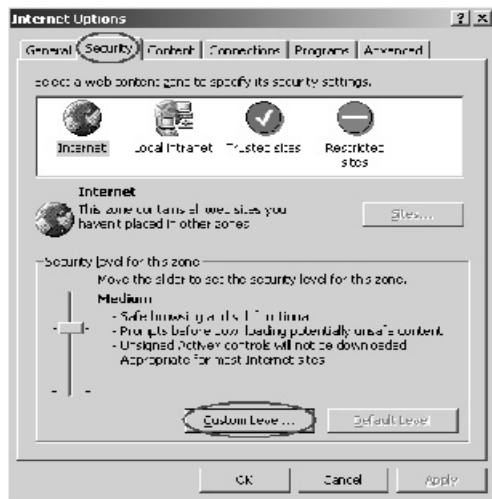 Internet Options
General Security Content Connections Programs Advanced
Select a web content zone to specify its security settings.
Internet Local intranet Trusted sites Restricted
sites
Internet
This zone contains all web sites you
haven't placed in other zones
Sites...
Security level for this zone
Move the slider to set the security level for this zone.
Medium
- Safe browsing and still functional
- Prompts before downloading potentially unsafe content
- Unsigned ActiveX controls will not be downloaded
- Appropriate for most Internet sites
Custom Level... Default Level
OK Cancel Apply